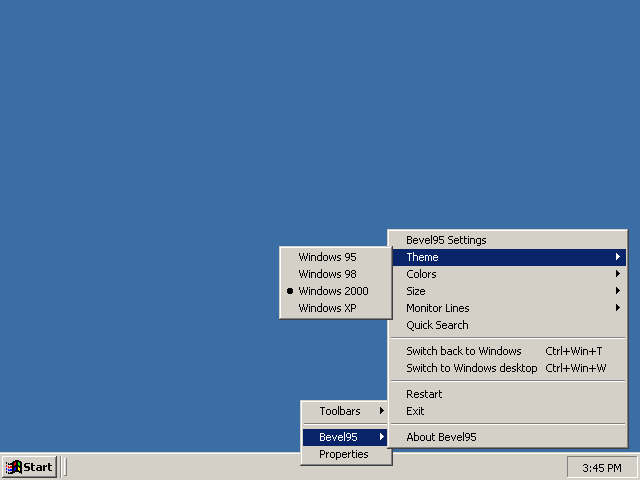 Bevel95 Settings
Theme
Colors
Size
Monitor Lines
Quick Search
Switch back to Windows Ctrl+Win+T
Switch to Windows desktop Ctrl+Win+W
Restart
Exit
About Bevel95
Windows 95
Windows 98
Windows 2000
Windows XP
Toolbars
Bevel95
Properties
Start
3:45 PM